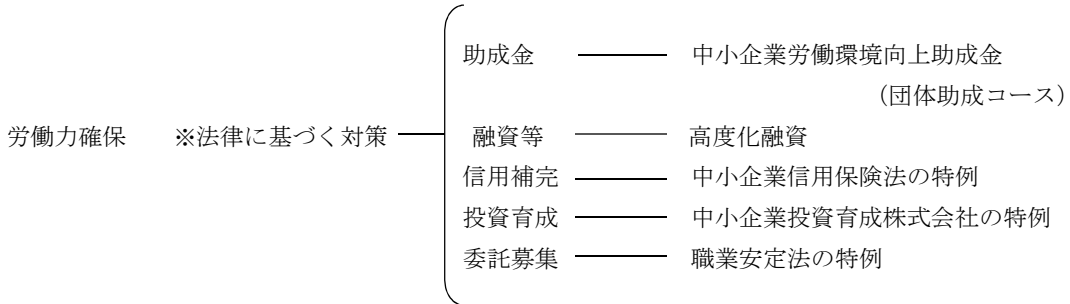 助成金 中小企業労働環境向上助成金
（団体助成コース）
労働力確保 ※法律に基づく対策 融資等 高度化融資
信用補完 中小企業信用保険法の特例
投資育成 中小企業投資育成株式会社の特例
委託募集 職業安定法の特例